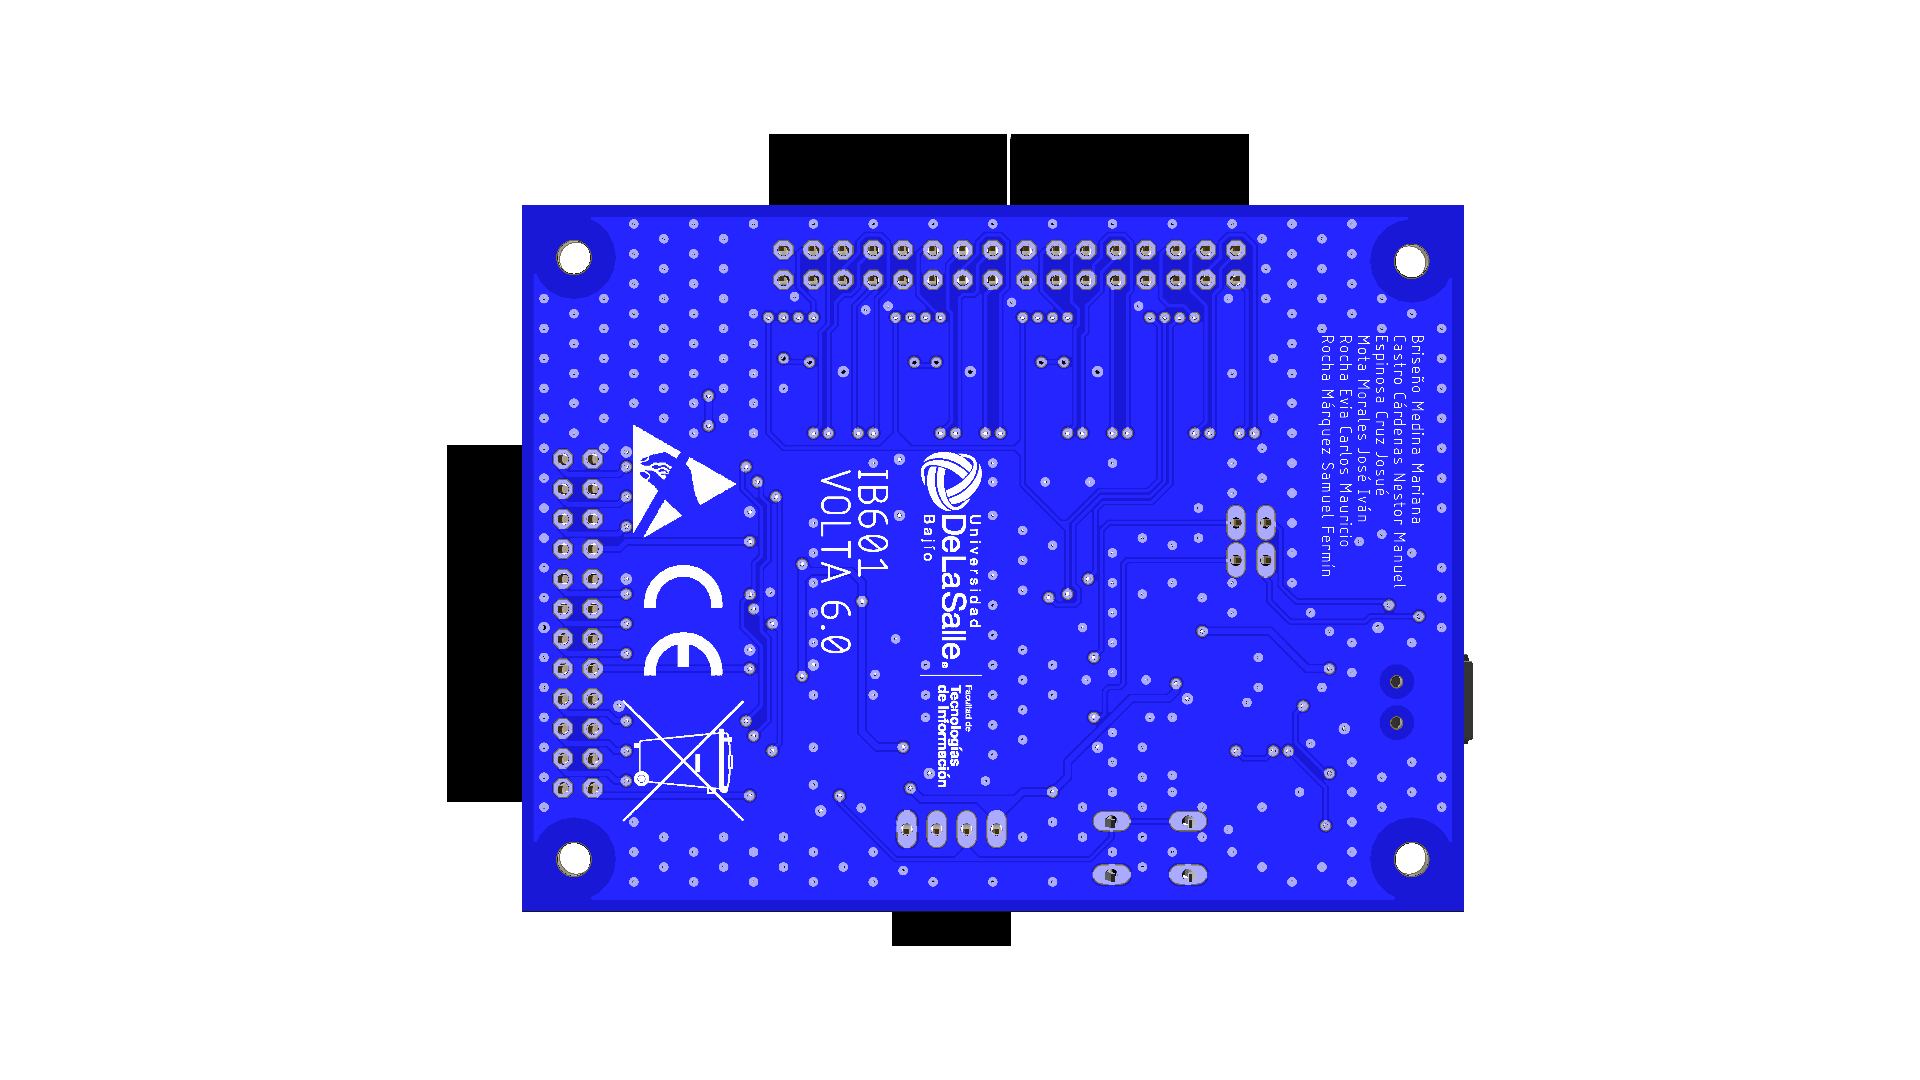 Briseño Medina Mariana
Castro Cárdenas Nestor Manuel
Espinosa Cruz Josue
Mota Morales José Iván
Rocha Evia Carlos Mauricio
Rocha Márquez Samuel Fermín
Universidad
DeLaSalle®
Bajío
Facultad de
Tecnologías
de Información
IB601
VOLTA 6.0
CE